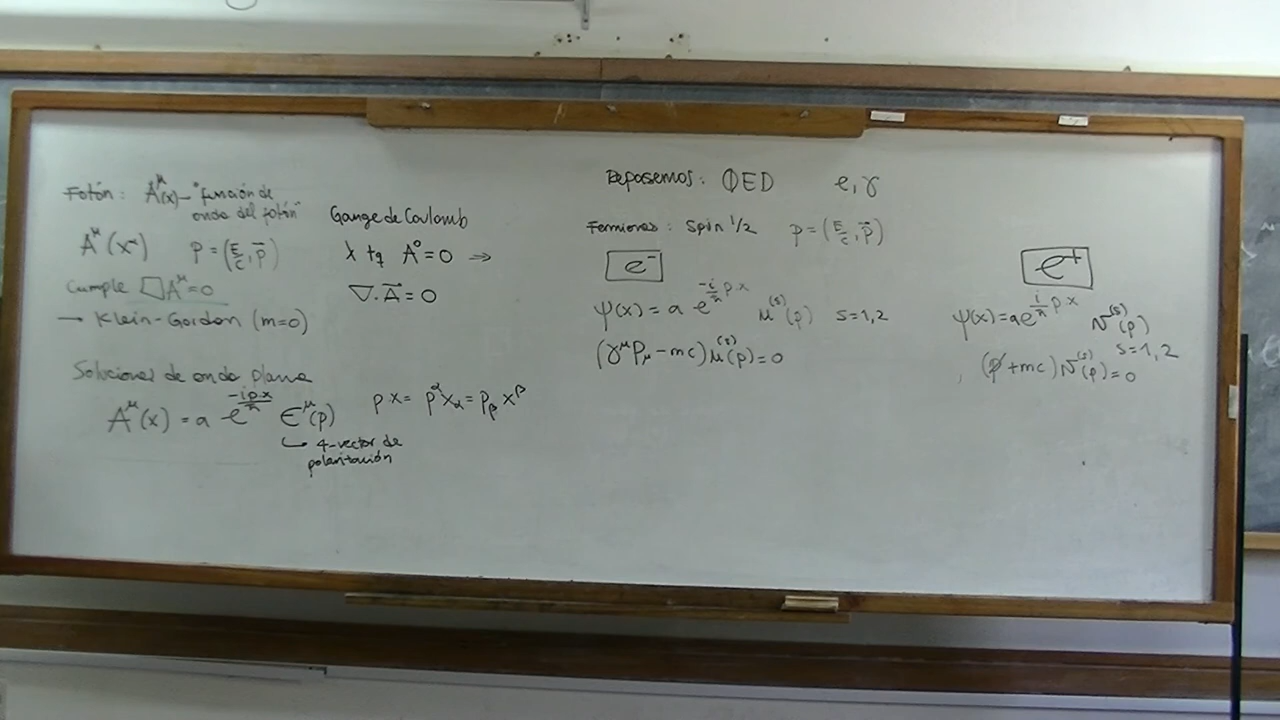 Fotón: A^μ(x) - "función de
onda del fotón"
A^μ(x^α) p = (E/c, p⃗)
Cumple □A^μ = 0
→ Klein-Gordon (m=0)
Soluciones de onda plana
A^μ(x) = a e^{-ipx/ħ} ε^μ(p)
↳ 4-vector de
polarización
Gauge de Coulomb
λ tq A⁰ = 0 ⇒
∇·A⃗ = 0
p x = p^α x_α = p_β x^β
Repasemos: QED e, γ
Fermiones: Spin 1/2 p = (E/c, p⃗)
e⁻
ψ(x) = a e^{-i/ħ p·x} u^{(s)}(p) s=1,2
(γ^μ p_μ - mc) u^{(s)}(p) = 0
e⁺
ψ(x) = a e^{i/ħ p·x} v^{(s)}(p)
s=1,2
(p̸ + mc) v^{(s)}(p) = 0